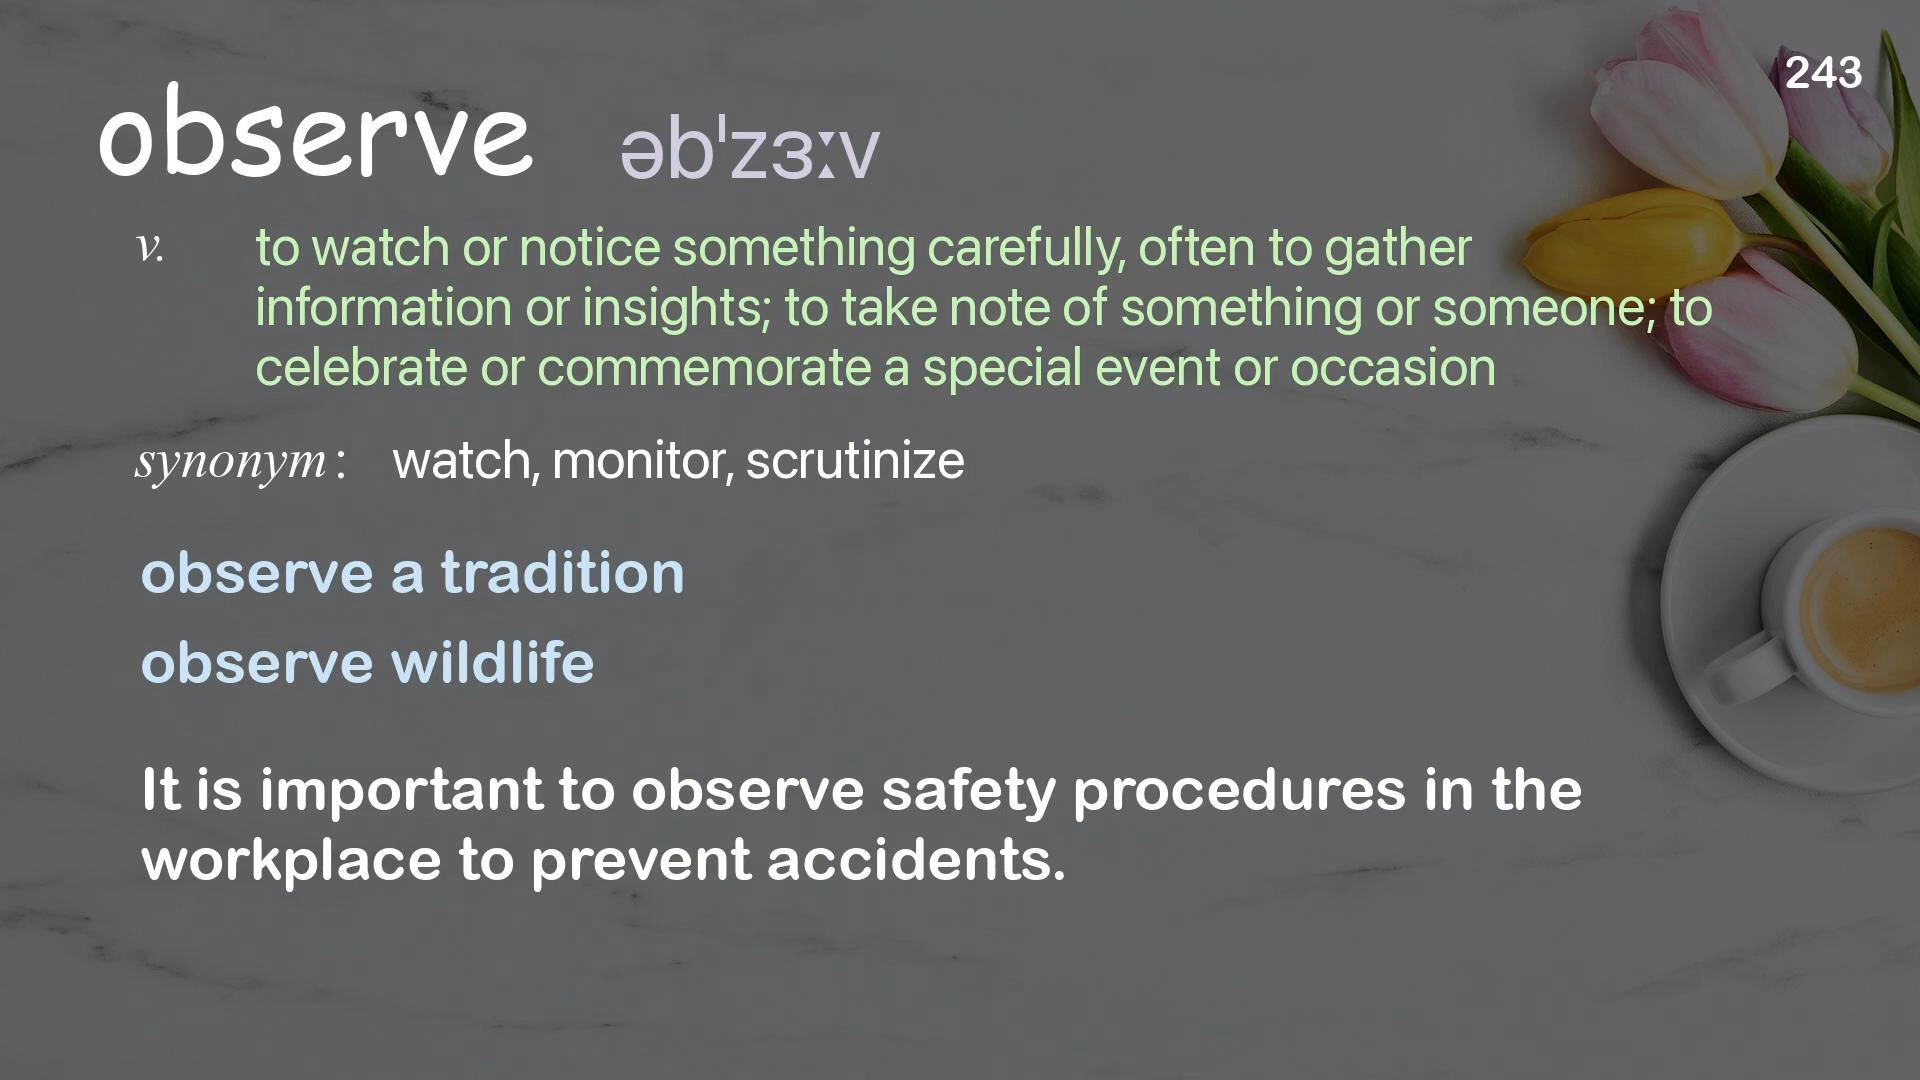 243
observe əbˈzɜːv
v. to watch or notice something carefully, often to gather
information or insights; to take note of something or someone; to
celebrate or commemorate a special event or occasion
synonym: watch, monitor, scrutinize
observe a tradition
observe wildlife
It is important to observe safety procedures in the
workplace to prevent accidents.